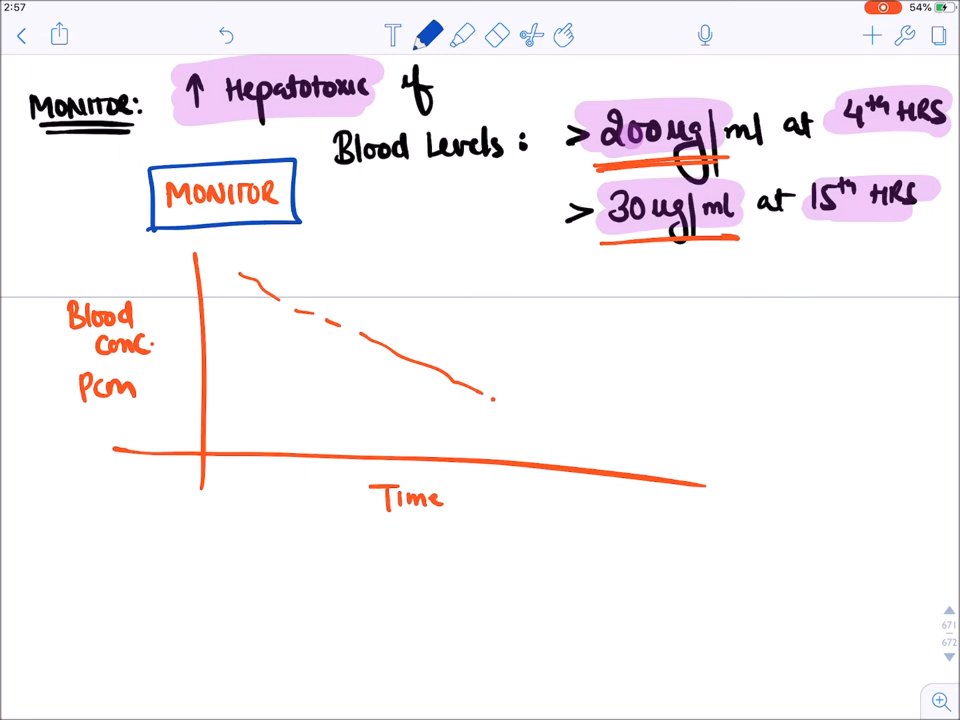 2:57
54%
T
MONITOR: ↑ Hepatotoxic if
Blood Levels : > 200 ug/ml at 4th HRS
> 30 ug/ml at 15th HRS
MONITOR
Blood
conc.
Pcm
Time
671
672